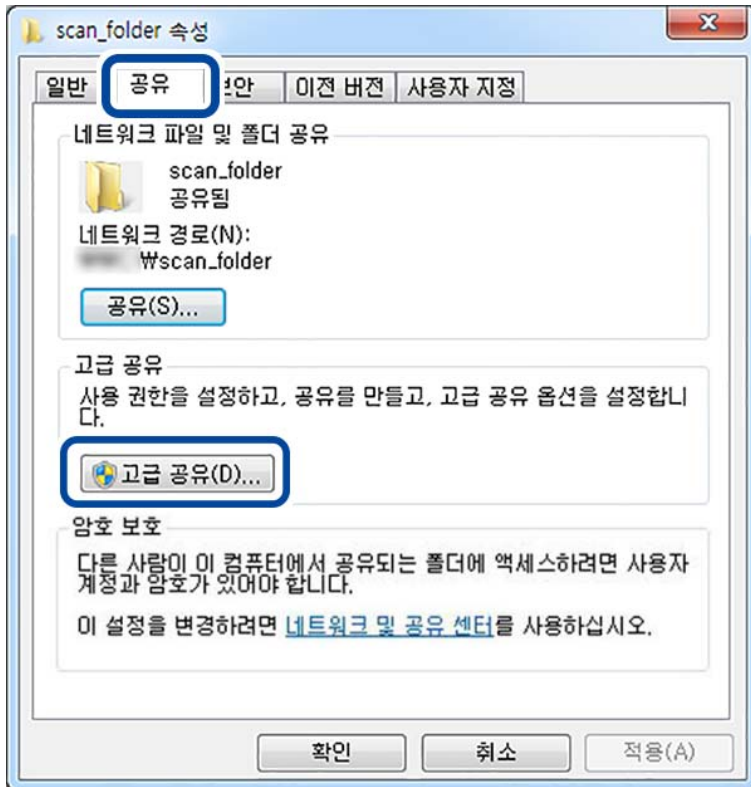 scan_folder 속성
일반 공유 이전 버전 사용자 지정
네트워크 파일 및 폴더 공유
scan_folder
공유됨
네트워크 경로(N):
₩scan_folder
공유(S)...
고급 공유
사용 권한을 설정하고, 공유를 만들고, 고급 공유 옵션을 설정합니
다.
고급 공유(D)...
암호 보호
다른 사람이 이 컴퓨터에서 공유되는 폴더에 액세스하려면 사용자
계정과 암호가 있어야 합니다.
이 설정을 변경하려면 네트워크 및 공유 센터를 사용하십시오.
확인 취소 적용(A)